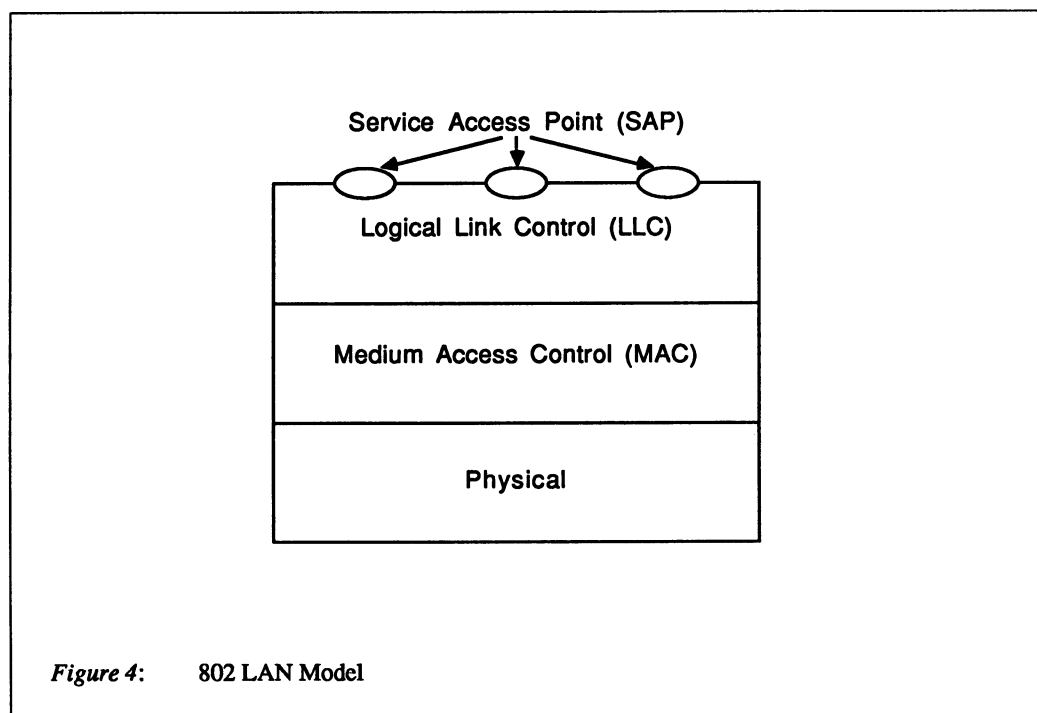 Service Access Point (SAP)
Logical Link Control (LLC)
Medium Access Control (MAC)
Physical
Figure 4: 802 LAN Model